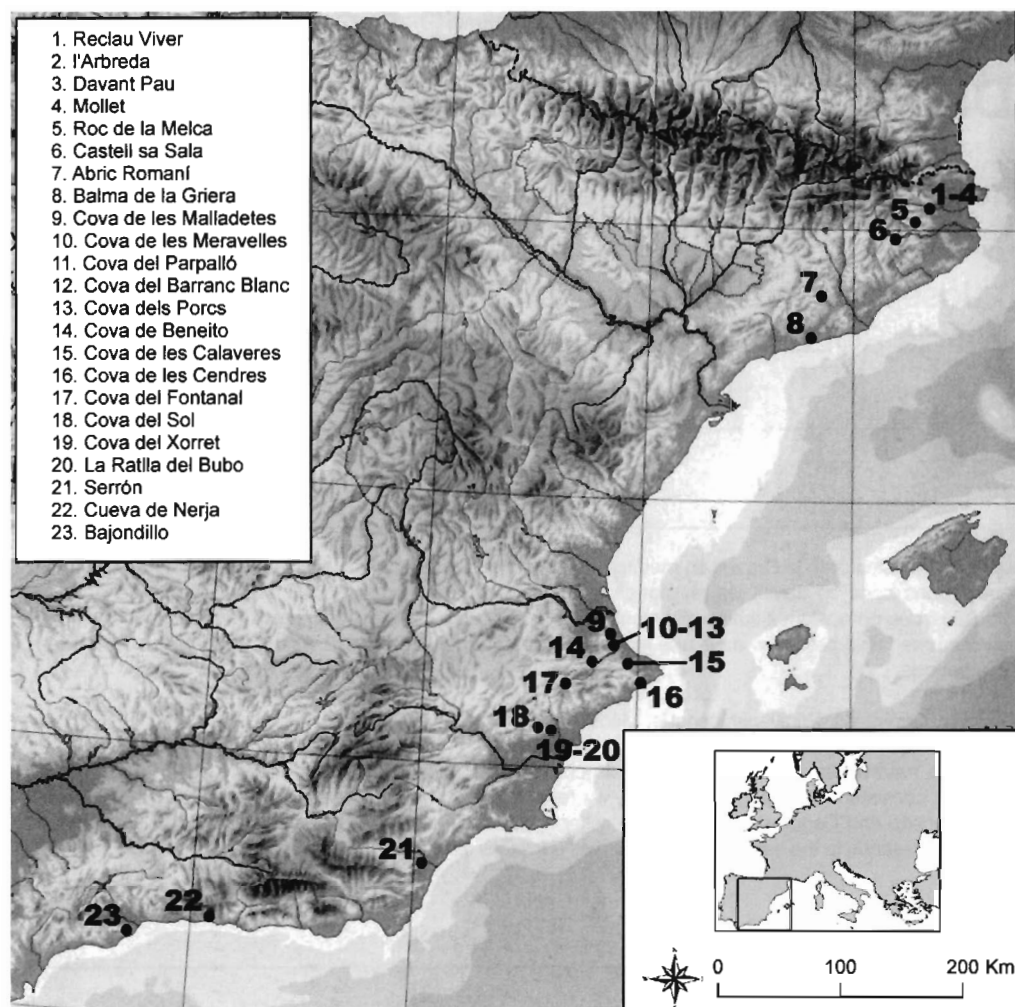 1. Reclau Viver
2. l'Arbreda
3. Davant Pau
4. Mollet
5. Roc de la Melca
6. Castell sa Sala
7. Abric Romaní
8. Balma de la Griera
9. Cova de les Malladetes
10. Cova de les Meravelles
11. Cova del Parpalló
12. Cova del Barranc Blanc
13. Cova dels Porcs
14. Cova de Beneito
15. Cova de les Calaveres
16. Cova de les Cendres
17. Cova del Fontanal
18. Cova del Sol
19. Cova del Xorret
20. La Ratlla del Bubo
21. Serrón
22. Cueva de Nerja
23. Bajondillo
1-4
5
6
7
8
9
10-13
14
15
17
16
18
19-20
21
22
23
0 100 200 Km